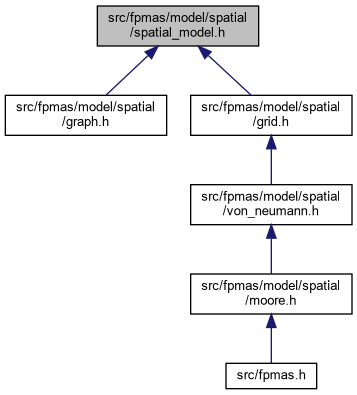 src/fpmas/model/spatial
/spatial_model.h
src/fpmas/model/spatial
/graph.h
src/fpmas/model/spatial
/grid.h
src/fpmas/model/spatial
/von_neumann.h
src/fpmas/model/spatial
/moore.h
src/fpmas.h